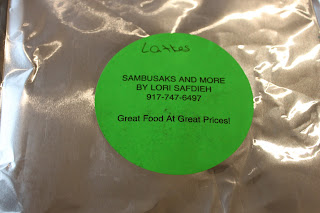 Latkes
SAMBUSAKS AND MORE
BY LORI SAFDIEH
917-747-6497
Great Food At Great Prices!